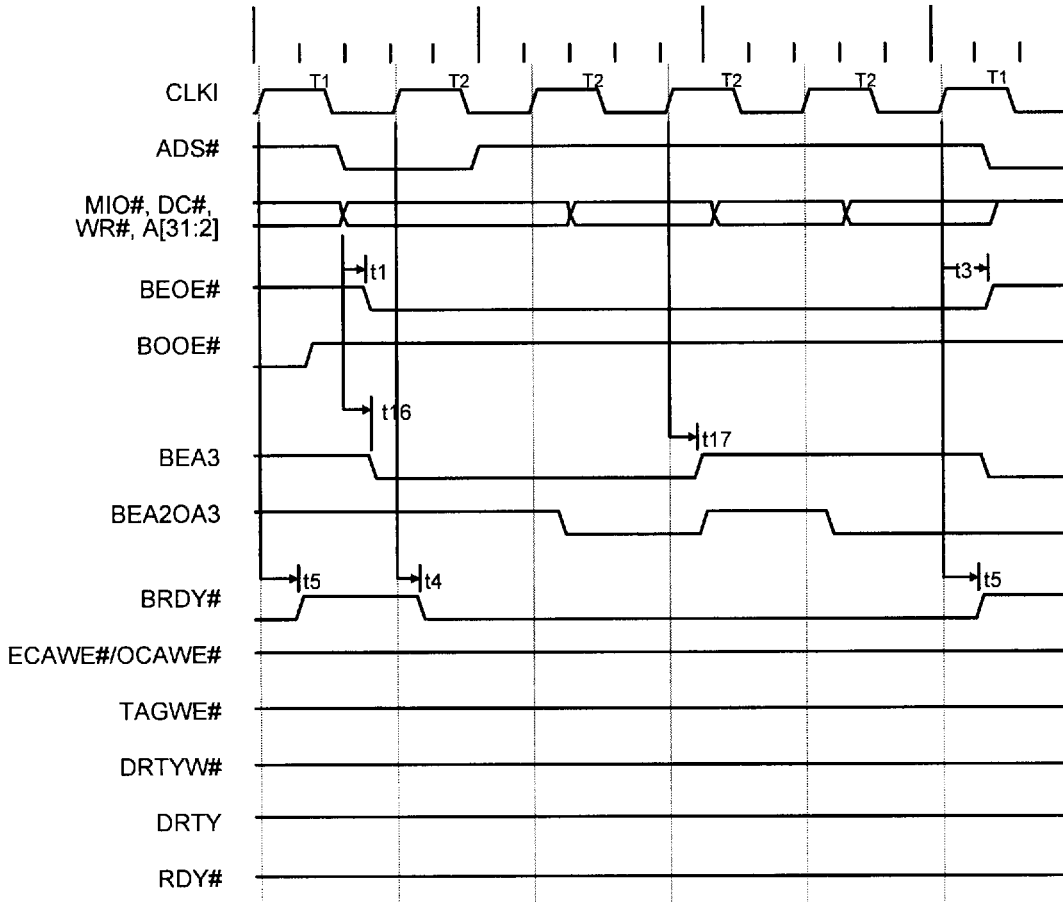 T1 T2 T2 T2 T2 T1
CLKI
ADS#
MIO#, DC#,
WR#, A[31:2]
t1 t3
BEOE#
BOOE#
t16
t17
BEA3
BEA2OA3
t5 t4 t5
BRDY#
ECAWE#/OCAWE#
TAGWE#
DRTYW#
DRTY
RDY#